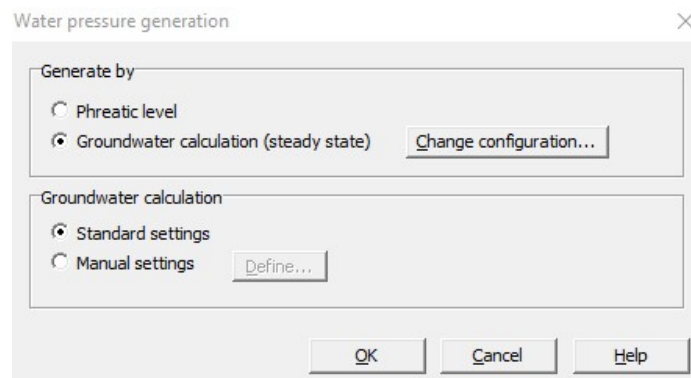 Water pressure generation
Generate by
Phreatic level
Groundwater calculation (steady state) Change configuration...
Groundwater calculation
Standard settings
Manual settings Define...
OK Cancel Help